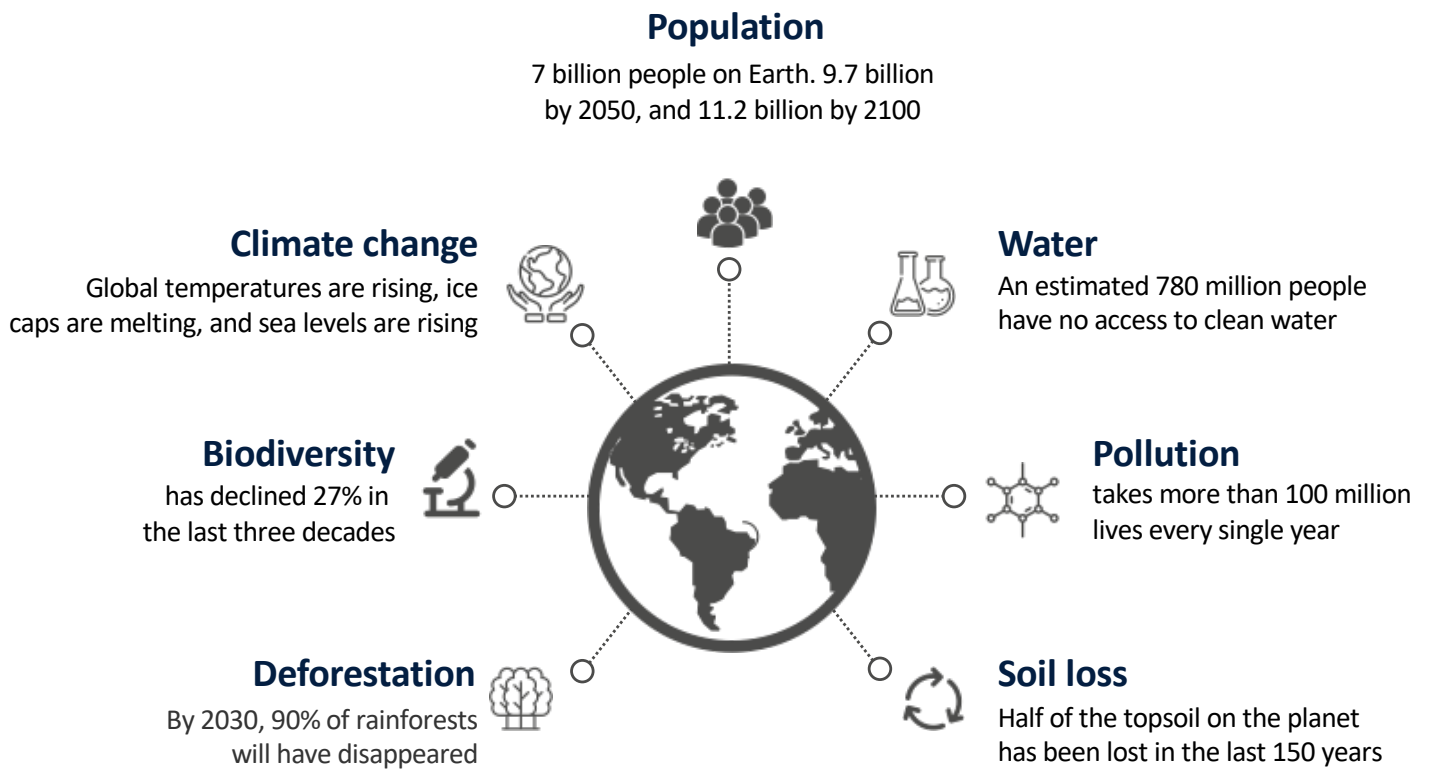 Population
7 billion people on Earth. 9.7 billion
by 2050, and 11.2 billion by 2100
Climate change
Global temperatures are rising, ice
caps are melting, and sea levels are rising
Water
An estimated 780 million people
have no access to clean water
Biodiversity
has declined 27% in
the last three decades
Pollution
takes more than 100 million
lives every single year
Deforestation
By 2030, 90% of rainforests
will have disappeared
Soil loss
Half of the topsoil on the planet
has been lost in the last 150 years